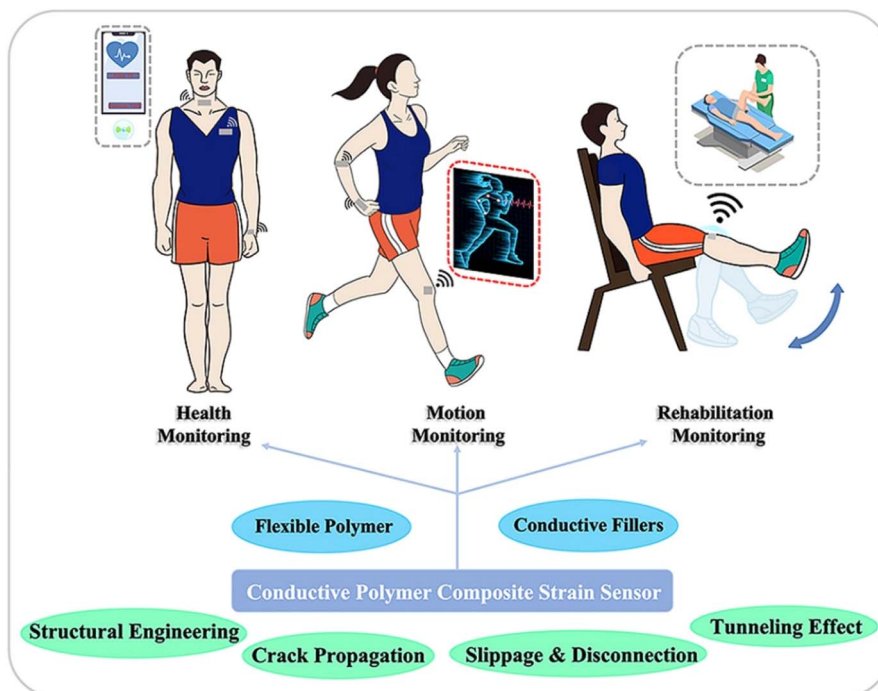 Health
Monitoring
Motion
Monitoring
Rehabilitation
Monitoring
Flexible Polymer
Conductive Fillers
Conductive Polymer Composite Strain Sensor
Structural Engineering
Crack Propagation
Slippage & Disconnection
Tunneling Effect